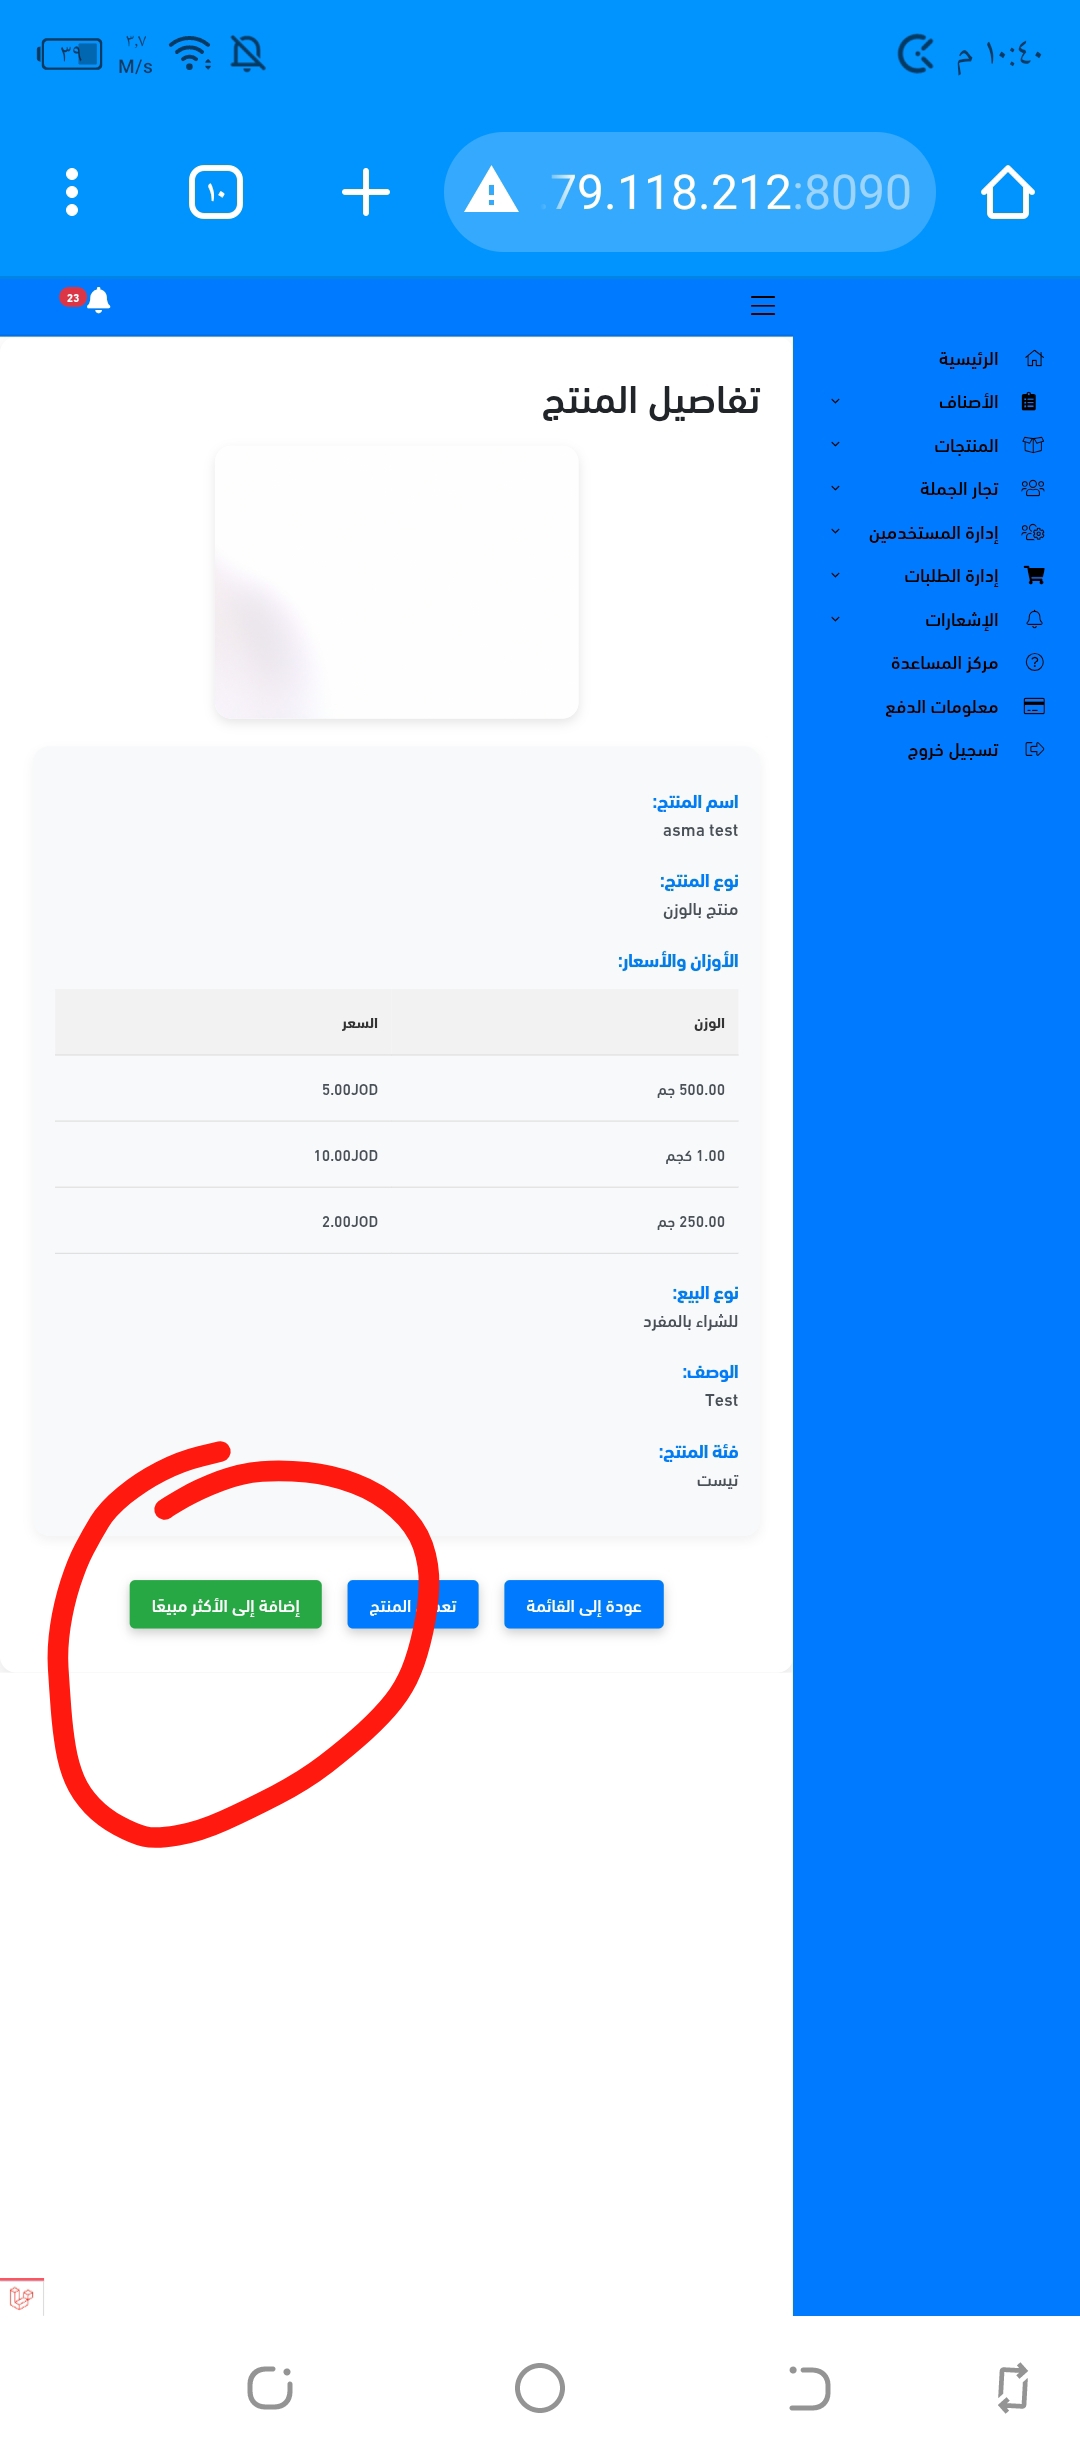 ١٠:٤٠ م
٣,٧
M/s
٣٩
.79.118.212:8090
١٠
23
الرئيسية
الأصناف
المنتجات
تجار الجملة
إدارة المستخدمين
إدارة الطلبات
الإشعارات
مركز المساعدة
معلومات الدفع
تسجيل خروج
تفاصيل المنتج
اسم المنتج:
asma test
نوع المنتج:
منتج بالوزن
الأوزان والأسعار:
الوزن السعر
500.00 جم 5.00JOD
1.00 كجم 10.00JOD
250.00 جم 2.00JOD
نوع البيع:
للشراء بالمفرد
الوصف:
Test
فئة المنتج:
تيست
عودة إلى القائمة
المنتج
إضافة إلى الأكثر مبيعًا